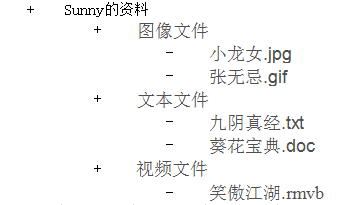 + Sunny的资料
+ 图像文件
- 小龙女.jpg
- 张无忌.gif
+ 文本文件
- 九阴真经.txt
- 葵花宝典.doc
+ 视频文件
- 笑傲江湖.rmvb